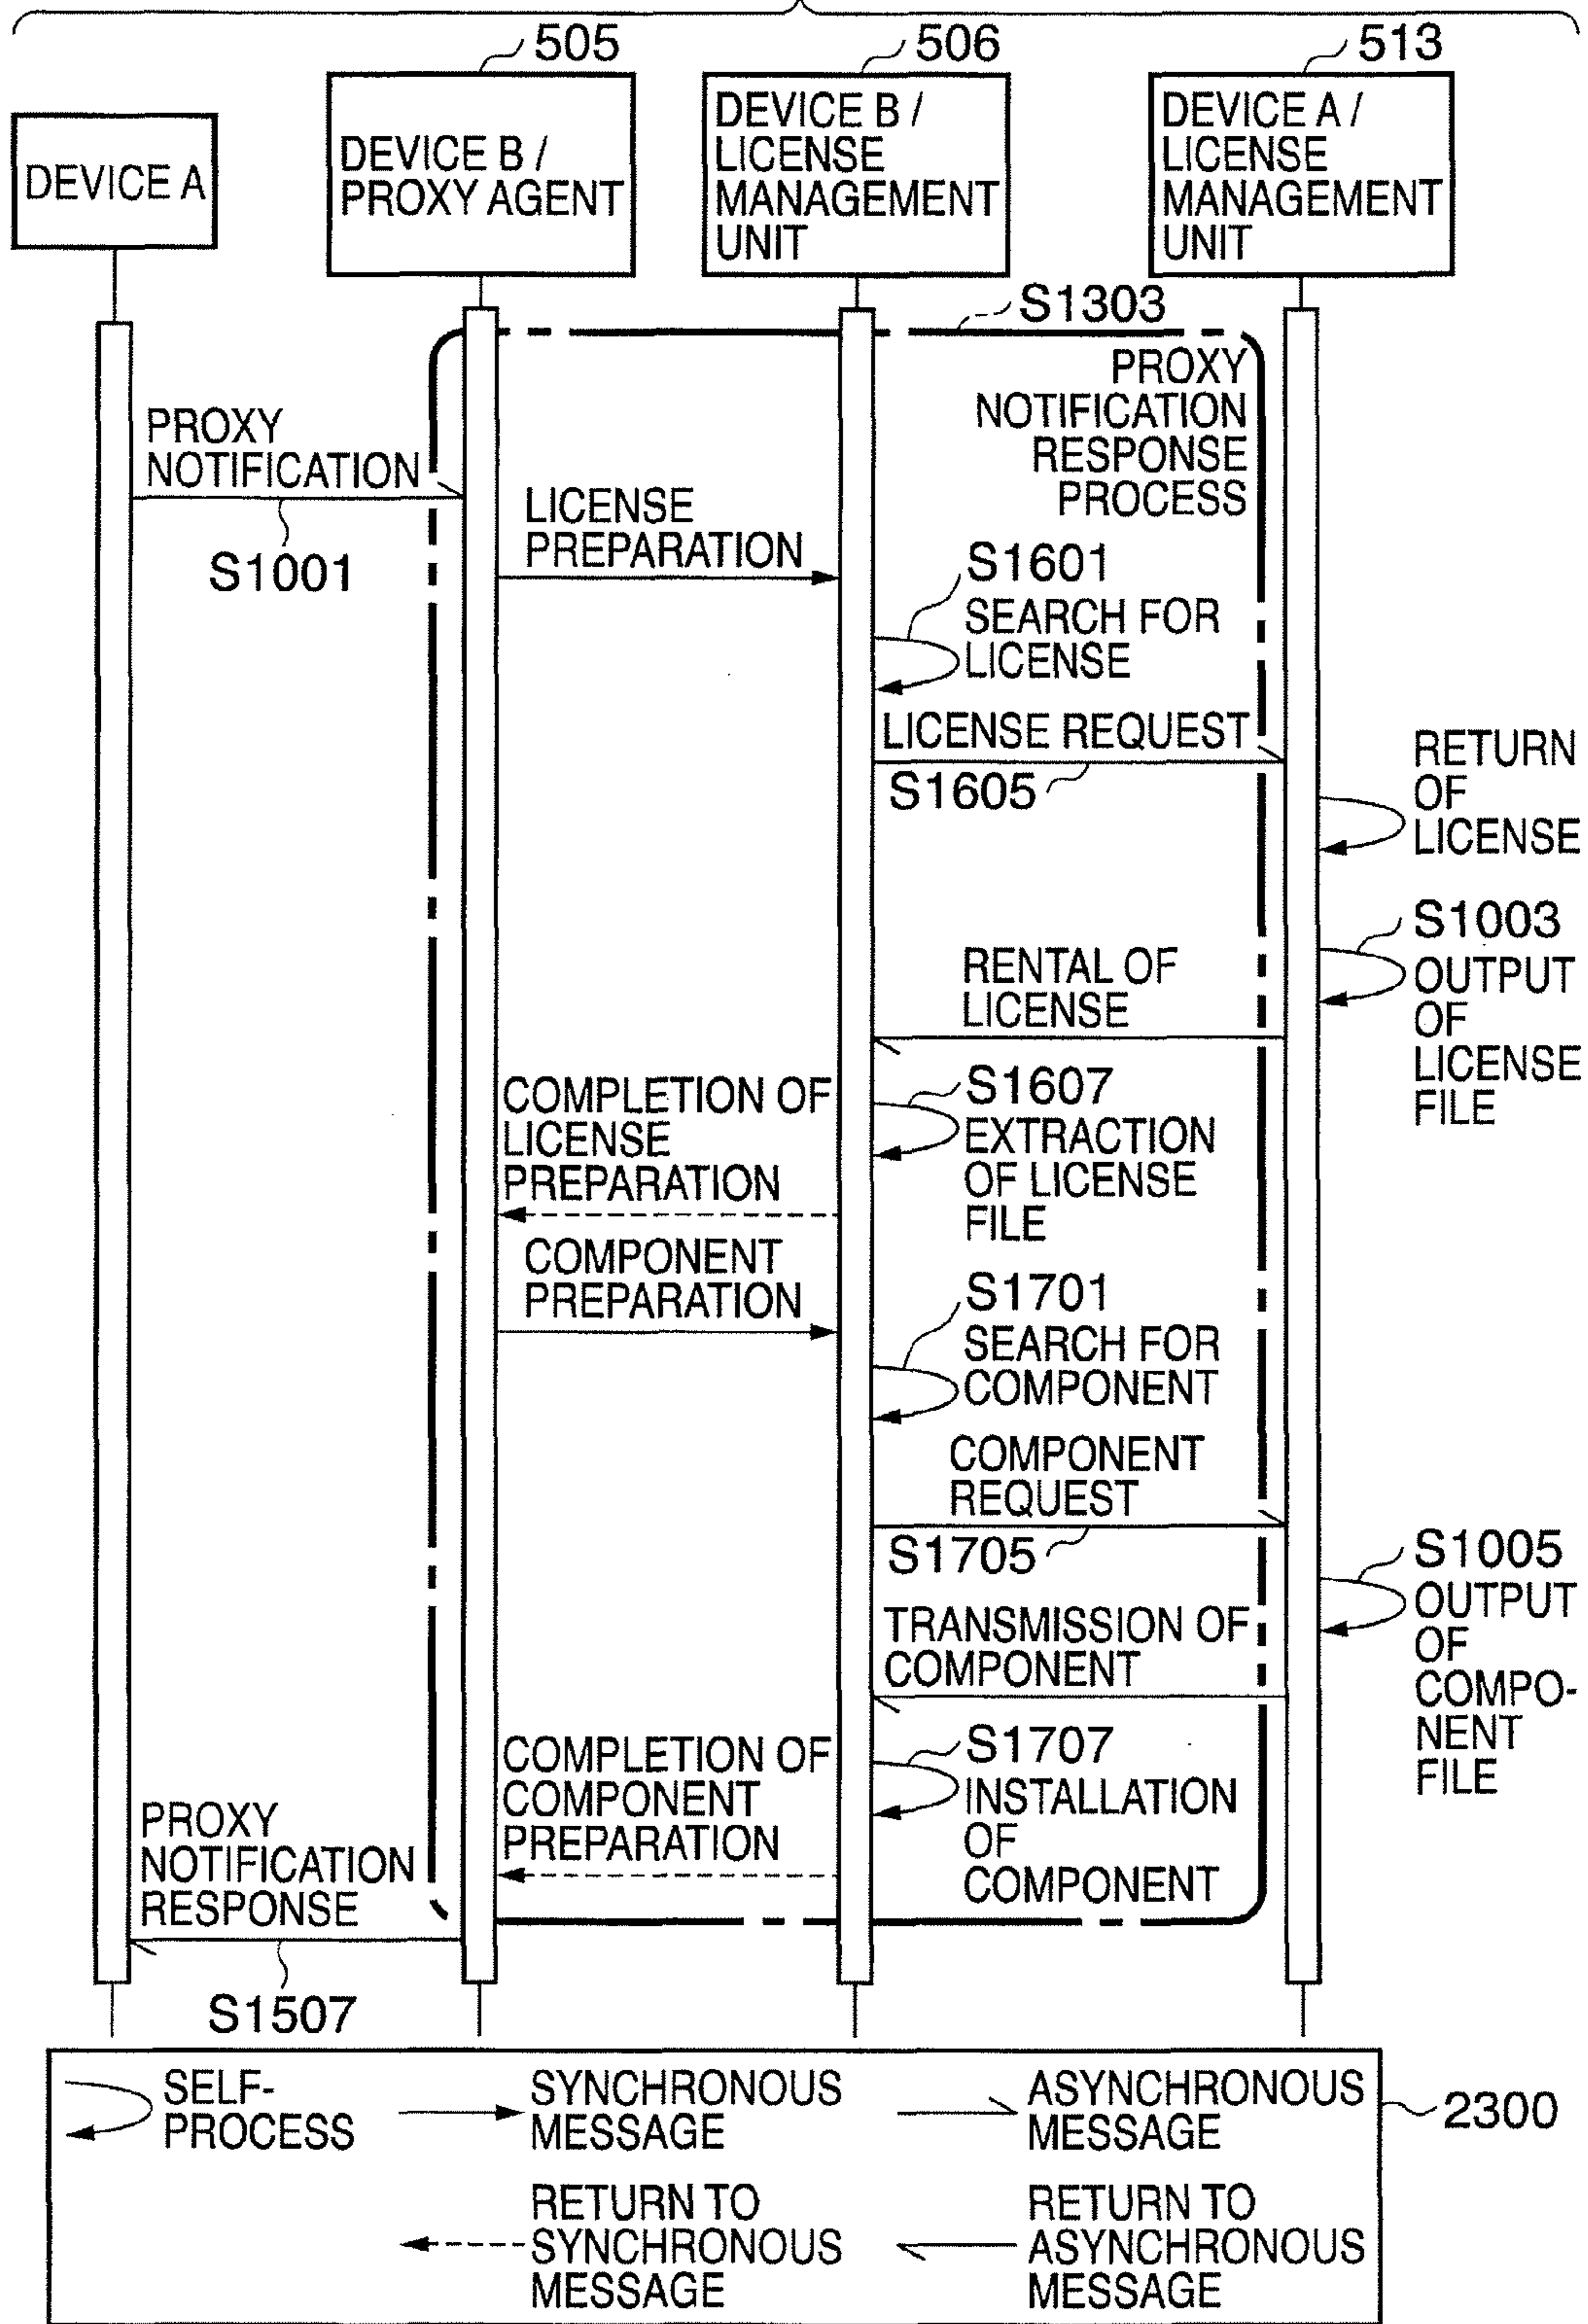 505
506
513
DEVICE A
DEVICE B /
PROXY AGENT
DEVICE B /
LICENSE
MANAGEMENT
UNIT
DEVICE A /
LICENSE
MANAGEMENT
UNIT
S1303
PROXY
NOTIFICATION
RESPONSE
PROCESS
PROXY
NOTIFICATION
S1001
LICENSE
PREPARATION
S1601
SEARCH FOR
LICENSE
LICENSE REQUEST
S1605
RETURN
OF
LICENSE
S1003
OUTPUT
OF
LICENSE
FILE
RENTAL OF
LICENSE
S1607
EXTRACTION
OF LICENSE
FILE
COMPLETION OF
LICENSE
PREPARATION
COMPONENT
PREPARATION
S1701
SEARCH FOR
COMPONENT
COMPONENT
REQUEST
S1705
S1005
OUTPUT
OF
COMPO-
NENT
FILE
TRANSMISSION OF
COMPONENT
S1707
INSTALLATION
OF
COMPONENT
COMPLETION OF
COMPONENT
PREPARATION
PROXY
NOTIFICATION
RESPONSE
S1507
SELF-
PROCESS
SYNCHRONOUS
MESSAGE
ASYNCHRONOUS
MESSAGE
2300
RETURN TO
SYNCHRONOUS
MESSAGE
RETURN TO
ASYNCHRONOUS
MESSAGE